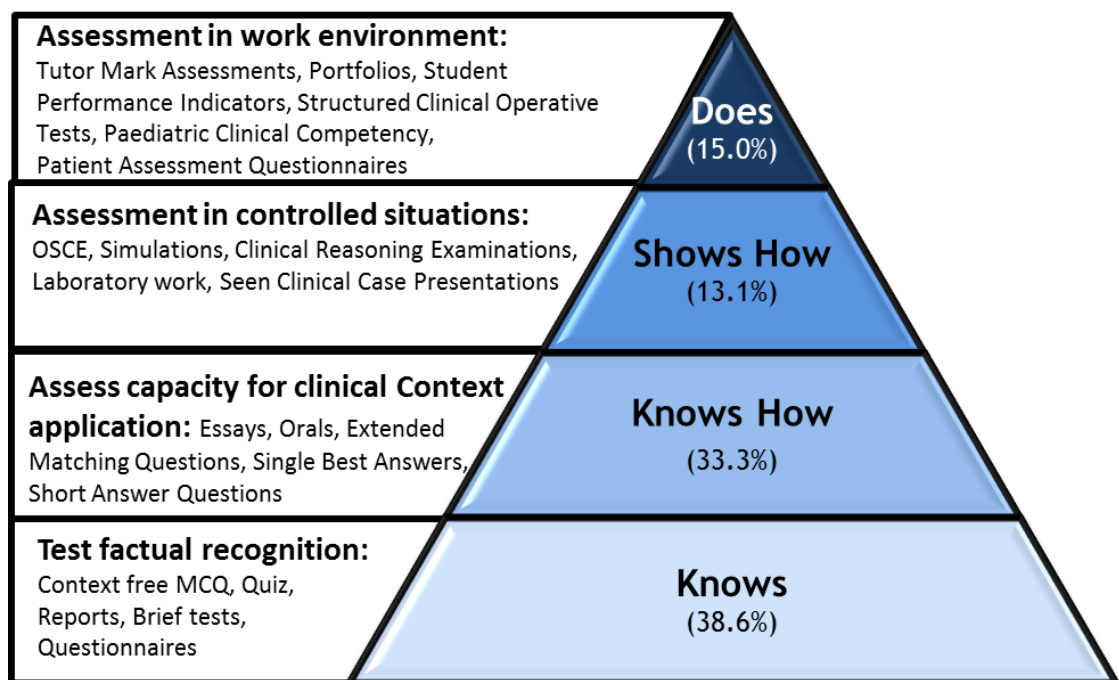 Assessment in work environment:
Tutor Mark Assessments, Portfolios, Student
Performance Indicators, Structured Clinical Operative
Tests, Paediatric Clinical Competency,
Patient Assessment Questionnaires
Does
(15.0%)
Assessment in controlled situations:
OSCE, Simulations, Clinical Reasoning Examinations,
Laboratory work, Seen Clinical Case Presentations
Shows How
(13.1%)
Assess capacity for clinical Context
application: Essays, Orals, Extended
Matching Questions, Single Best Answers,
Short Answer Questions
Knows How
(33.3%)
Test factual recognition:
Context free MCQ, Quiz,
Reports, Brief tests,
Questionnaires
Knows
(38.6%)